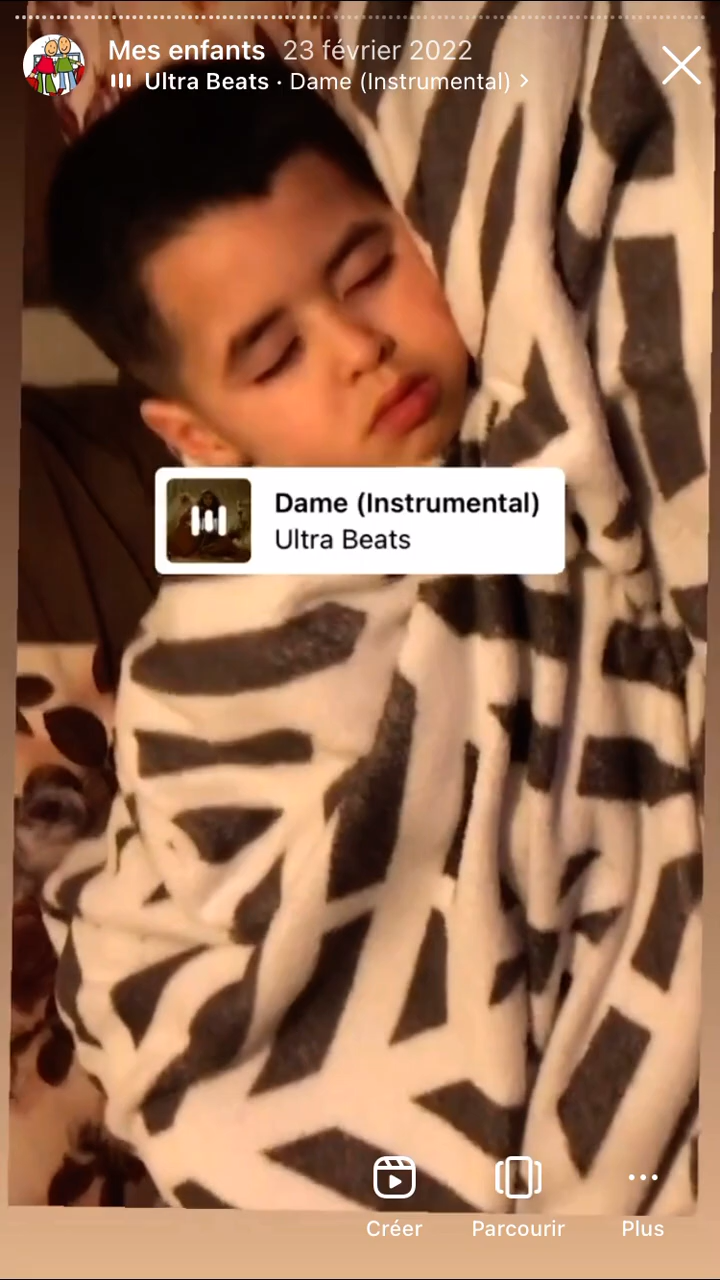 Mes enfants 23 février 2022
Ultra Beats · Dame (Instrumental) >
Dame (Instrumental)
Ultra Beats
Créer Parcourir Plus